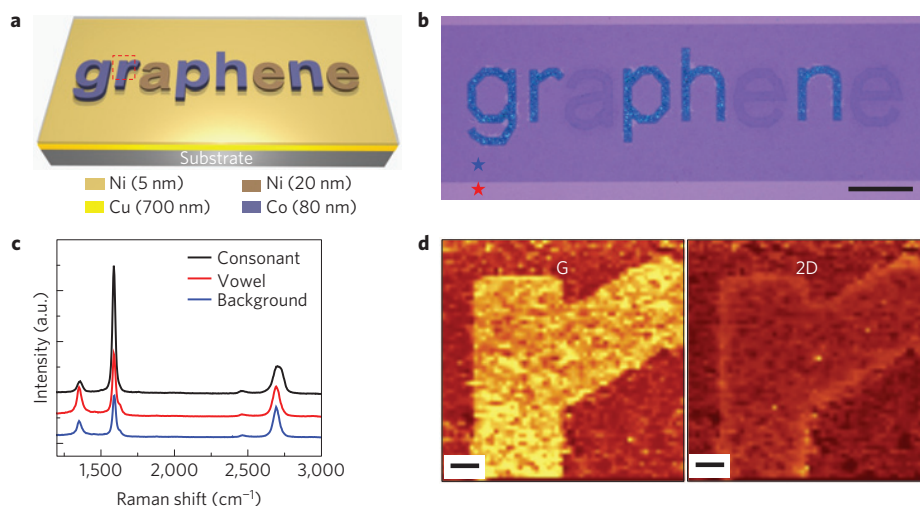 a
graphene
Substrate
Ni (5 nm)
Ni (20 nm)
Cu (700 nm)
Co (80 nm)
b
graphene
c
Intensity (a.u.)
Consonant
Vowel
Background
1,500
2,000
2,500
3,000
Raman shift (cm⁻¹)
d
G
2D